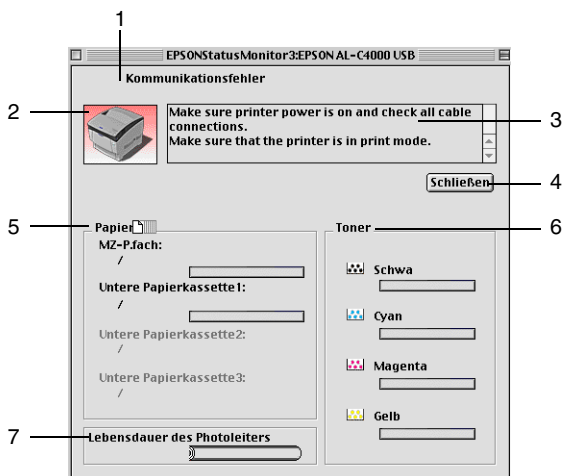 1
EPSONStatusMonitor3:EPSON AL-C4000 USB
Kommunikationsfehler
2
Make sure printer power is on and check all cable
connections.
Make sure that the printer is in print mode.
3
Schließen
4
5
Papier
MZ-P.fach:
/
Untere Papierkassette1:
/
Untere Papierkassette2:
/
Untere Papierkassette3:
/
Toner
6
Schwa
Cyan
Magenta
Gelb
7
Lebensdauer des Photoleiters